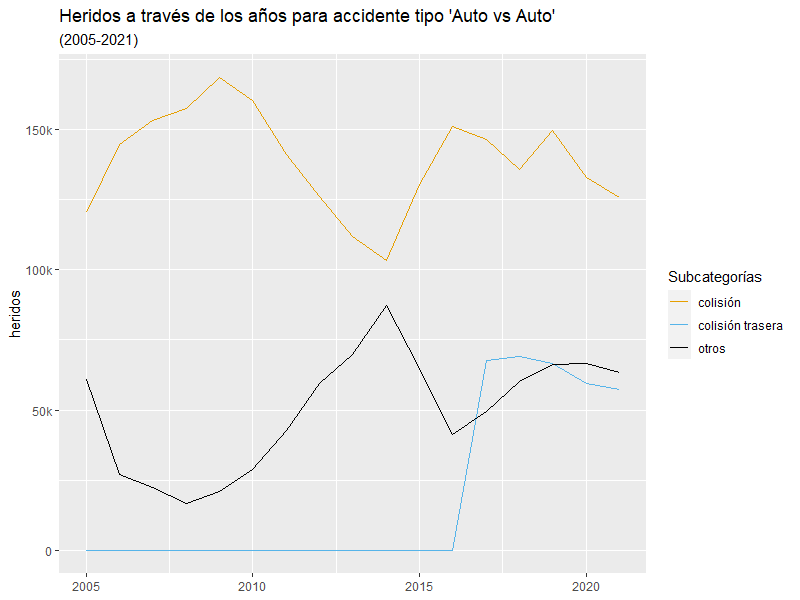 Heridos a través de los años para accidente tipo 'Auto vs Auto'
(2005-2021)
150k
100k
50k
0
heridos
2005
2010
2015
2020
Subcategorías
colisión
colisión trasera
otros